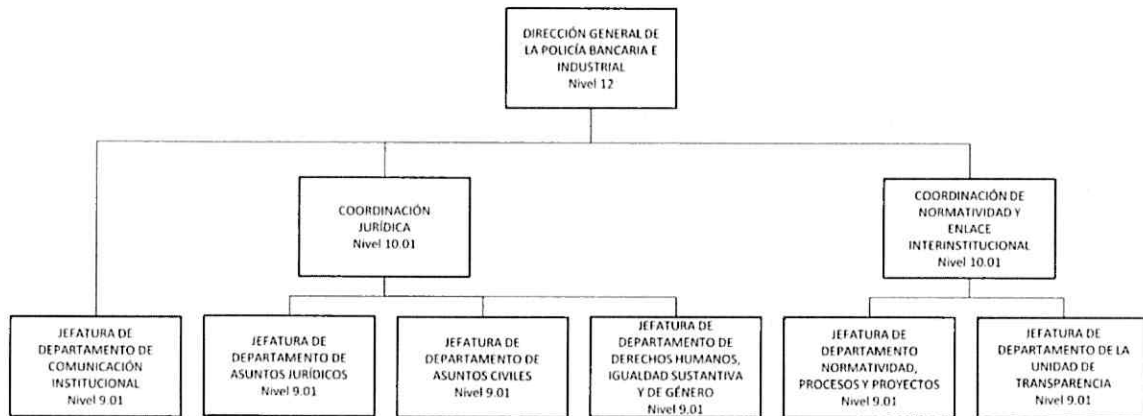 DIRECCIÓN GENERAL DE
LA POLICÍA BANCARIA E
INDUSTRIAL
Nivel 12
COORDINACIÓN
JURÍDICA
Nivel 10.01
COORDINACIÓN DE
NORMATIVIDAD Y
ENLACE
INTERINSTITUCIONAL
Nivel 10.01
JEFATURA DE
DEPARTAMENTO DE
COMUNICACIÓN
INSTITUCIONAL
Nivel 9.01
JEFATURA DE
DEPARTAMENTO DE
ASUNTOS JURÍDICOS
Nivel 9.01
JEFATURA DE
DEPARTAMENTO DE
ASUNTOS CIVILES
Nivel 9.01
JEFATURA DE
DEPARTAMENTO DE
DERECHOS HUMANOS,
IGUALDAD SUSTANTIVA
Y DE GÉNERO
Nivel 9.01
JEFATURA DE
DEPARTAMENTO
NORMATIVIDAD,
PROCESOS Y PROYECTOS
Nivel 9.01
JEFATURA DE
DEPARTAMENTO DE LA
UNIDAD DE
TRANSPARENCIA
Nivel 9.01